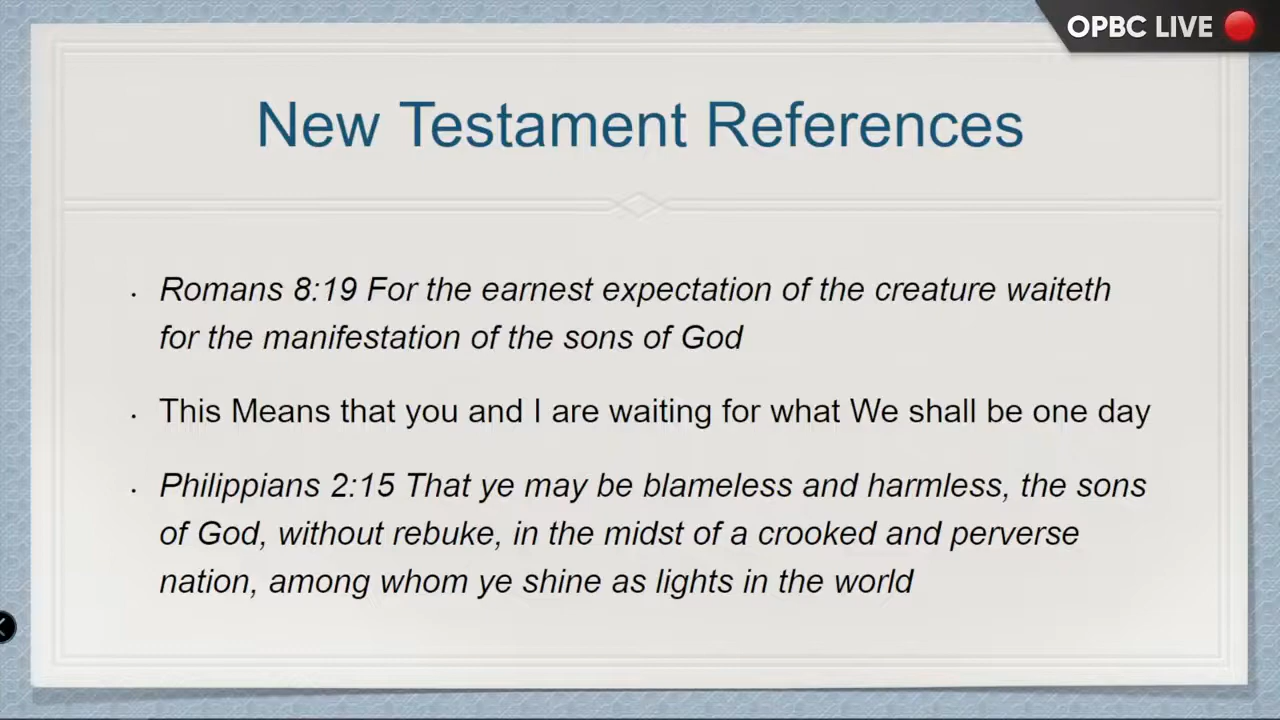 OPBC LIVE
New Testament References
· Romans 8:19 For the earnest expectation of the creature waiteth
for the manifestation of the sons of God
· This Means that you and I are waiting for what We shall be one day
· Philippians 2:15 That ye may be blameless and harmless, the sons
of God, without rebuke, in the midst of a crooked and perverse
nation, among whom ye shine as lights in the world